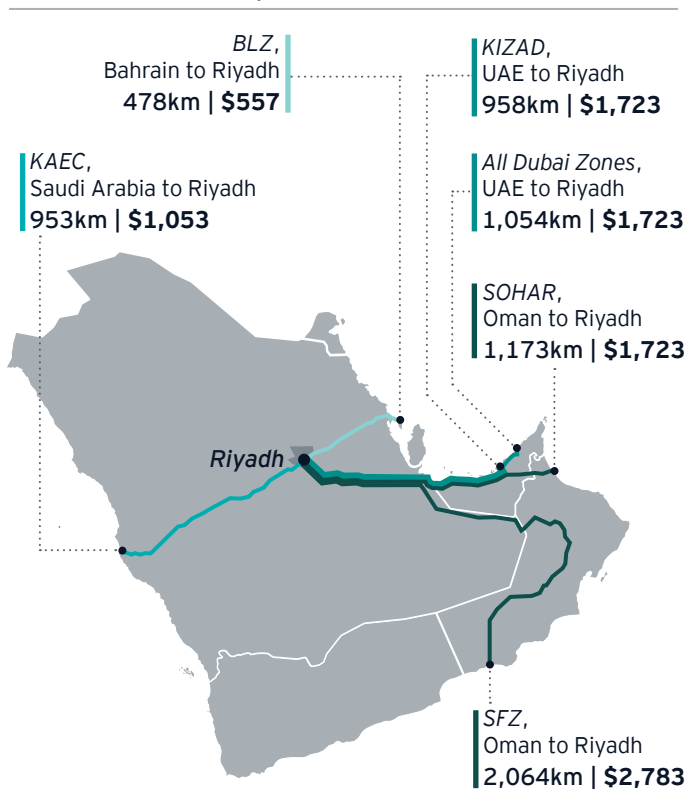 BLZ,
Bahrain to Riyadh
478km | $557
KIZAD,
UAE to Riyadh
958km | $1,723
KAEC,
Saudi Arabia to Riyadh
953km | $1,053
All Dubai Zones,
UAE to Riyadh
1,054km | $1,723
SOHAR,
Oman to Riyadh
1,173km | $1,723
Riyadh
SFZ,
Oman to Riyadh
2,064km | $2,783